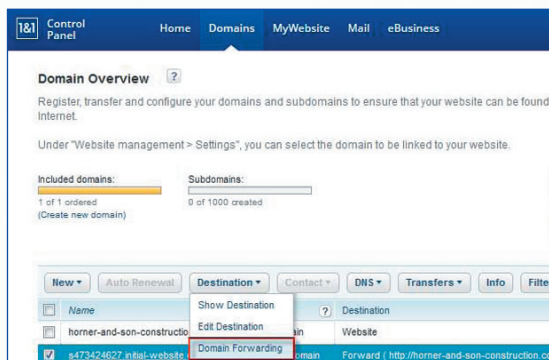 1&1 Control Panel Home Domains MyWebsite Mail eBusiness
Domain Overview ?
Register, transfer and configure your domains and subdomains to ensure that your website can be found
Internet.
Under "Website management > Settings", you can select the domain to be linked to your website.
Included domains: Subdomains:
1 of 1 ordered 0 of 1000 created
(Create new domain)
New Auto Renewal Destination Contact DNS Transfers Info Filte
Name ? Destination
Show Destination
Edit Destination
Domain Forwarding
horner-and-son-constructio ain Website
s473424627.initial-website. omain Forward ( http://horner-and-son-construction.c